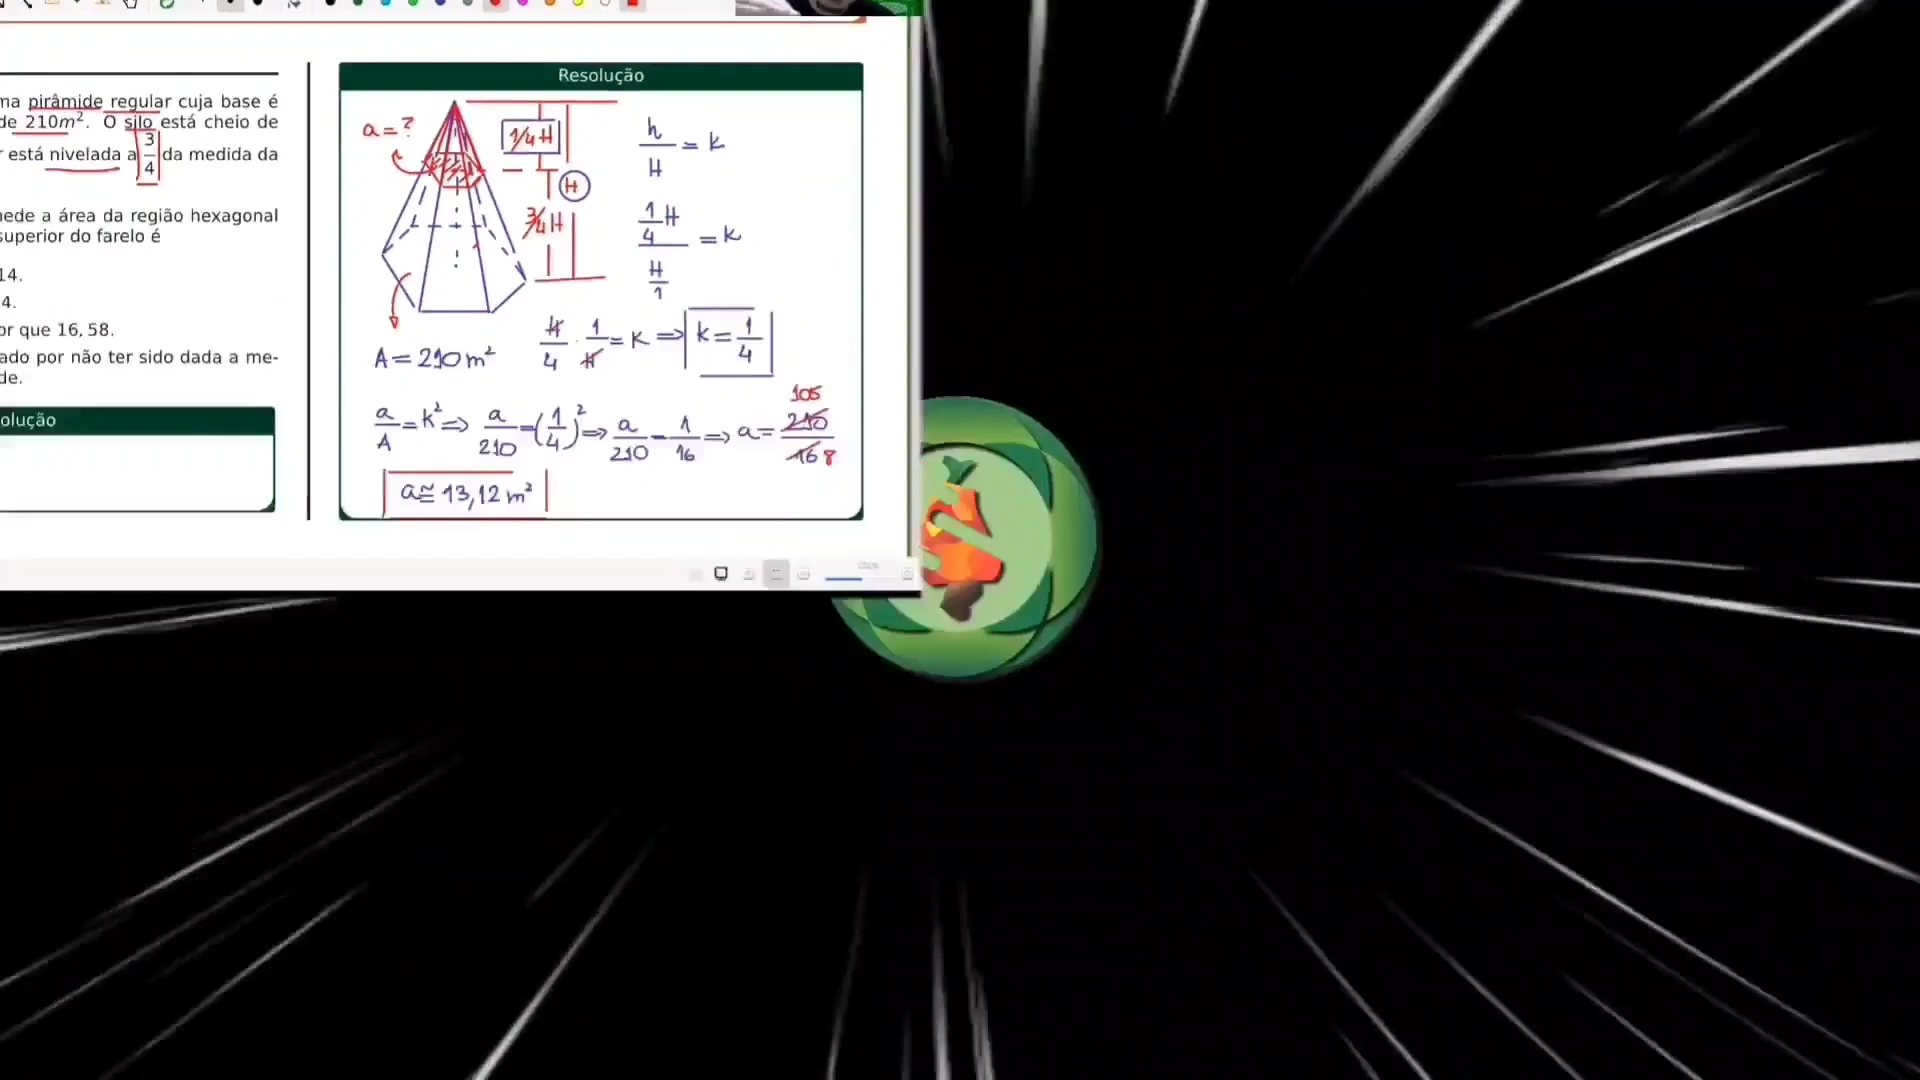 ma pirâmide regular cuja base é
de 210m². O silo está cheio de
r está nivelada a 3/4 da medida da
nede a área da região hexagonal
superior do farelo é
14.
4.
or que 16, 58.
ado por não ter sido dada a me-
de.
olução
Resolução
a = ?
1/4 H
H
3/4 H
h/H = k
(1/4 H)/(H/1) = k
H/4 · 1/H = k ⇒ k = 1/4
A = 210 m²
a/A = k² ⇒ a/210 = (1/4)² ⇒ a/210 = 1/16 ⇒ a = 210/16
105
8
a ≅ 13,12 m²